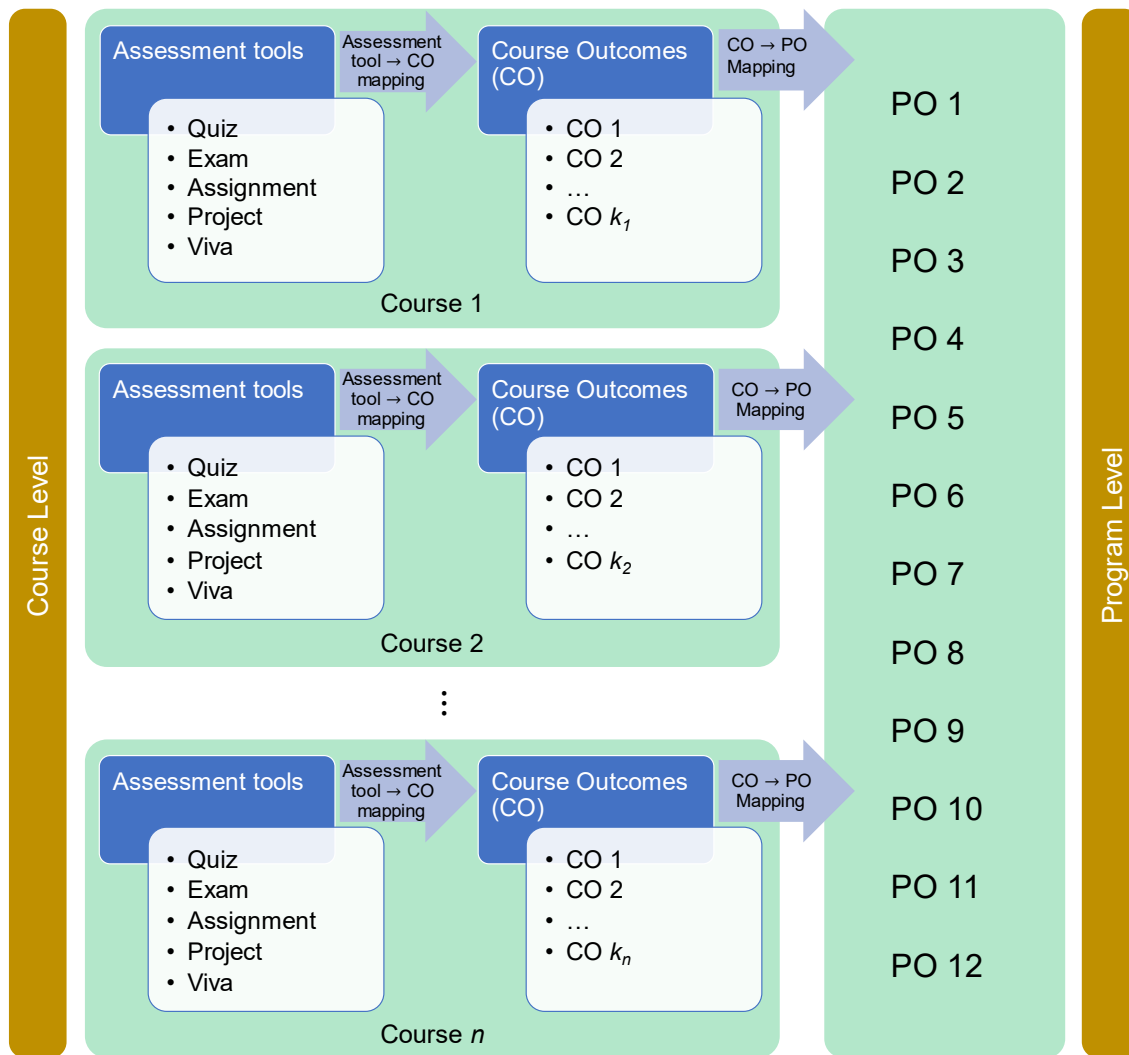 Course Level
Assessment tools
• Quiz
• Exam
• Assignment
• Project
• Viva
Assessment
tool → CO
mapping
Course Outcomes
(CO)
• CO 1
• CO 2
• ...
• CO k₁
CO → PO
Mapping
Course 1
Assessment tools
• Quiz
• Exam
• Assignment
• Project
• Viva
Assessment
tool → CO
mapping
Course Outcomes
(CO)
• CO 1
• CO 2
• ...
• CO k₂
CO → PO
Mapping
Course 2
⋮
Assessment tools
• Quiz
• Exam
• Assignment
• Project
• Viva
Assessment
tool → CO
mapping
Course Outcomes
(CO)
• CO 1
• CO 2
• ...
• CO kₙ
CO → PO
Mapping
Course n
PO 1
PO 2
PO 3
PO 4
PO 5
PO 6
PO 7
PO 8
PO 9
PO 10
PO 11
PO 12
Program Level